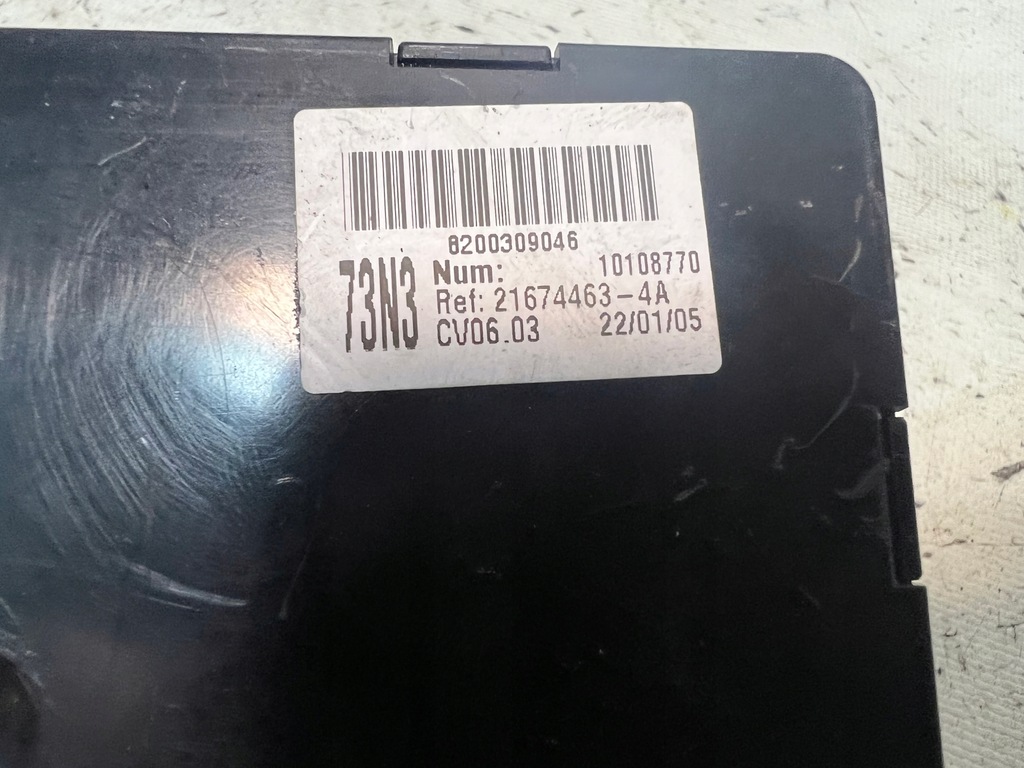 8200309046
73N3
Num: 10108770
Ref: 21674463-4A
CV06.03 22/01/05